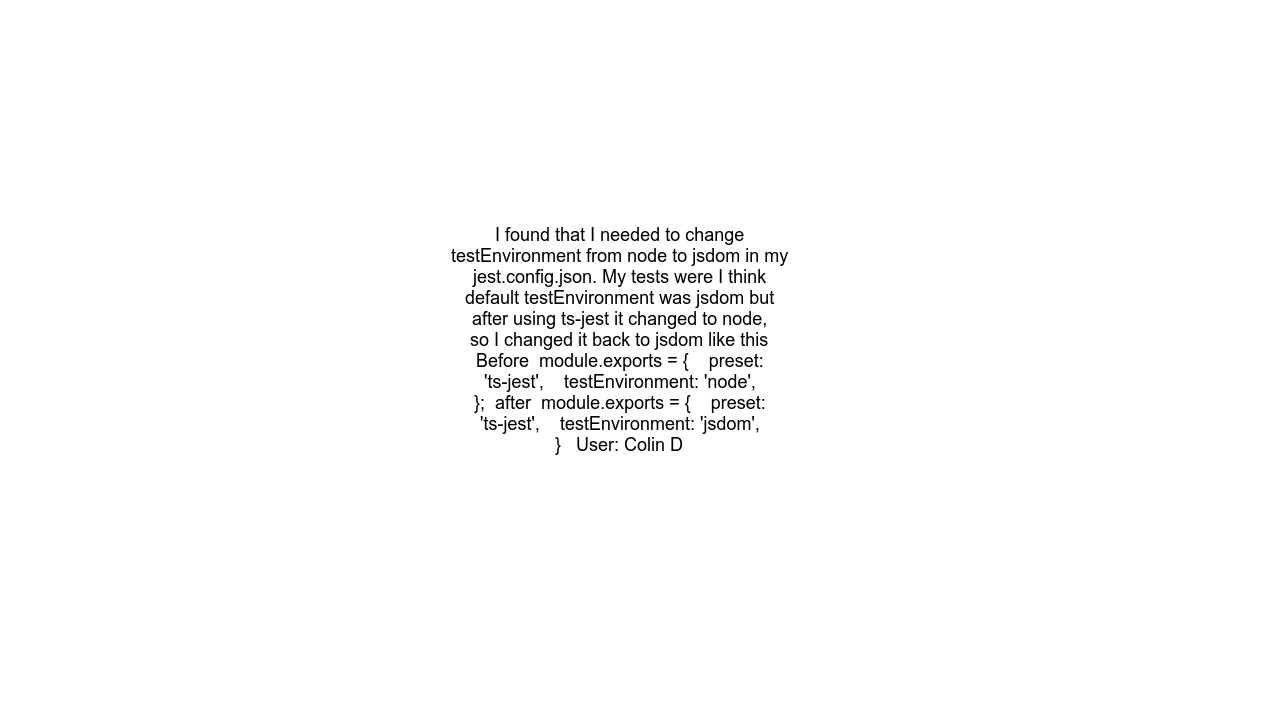 I found that I needed to change
testEnvironment from node to jsdom in my
jest.config.json. My tests were I think
default testEnvironment was jsdom but
after using ts-jest it changed to node,
so I changed it back to jsdom like this
Before  module.exports = {    preset:
'ts-jest',    testEnvironment: 'node',
};  after  module.exports = {    preset:
'ts-jest',    testEnvironment: 'jsdom',
}   User: Colin D